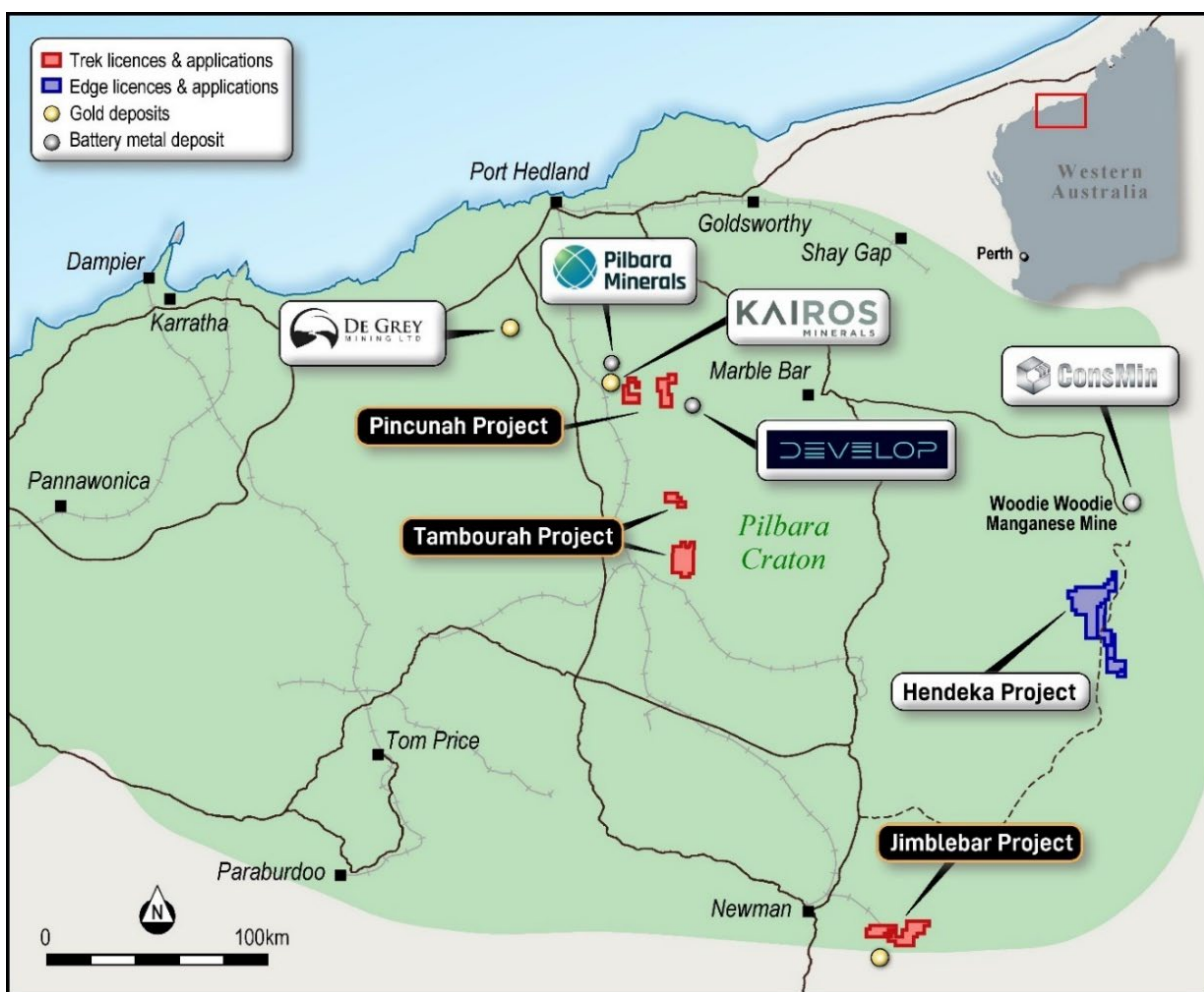 Trek licences & applications
Edge licences & applications
Gold deposits
Battery metal deposit
Western
Australia
Perth
Port Hedland
Goldsworthy
Shay Gap
Dampier
Karratha
Pilbara
Minerals
DE GREY
MINING LTD
KAIROS
MINERALS
Marble Bar
ConsMin
Pincunah Project
DEVELOP
Pannawonica
Woodie Woodie
Manganese Mine
Tambourah Project
Pilbara
Craton
Hendeka Project
Tom Price
Jimblebar Project
Paraburdoo
Newman
N
0 100km